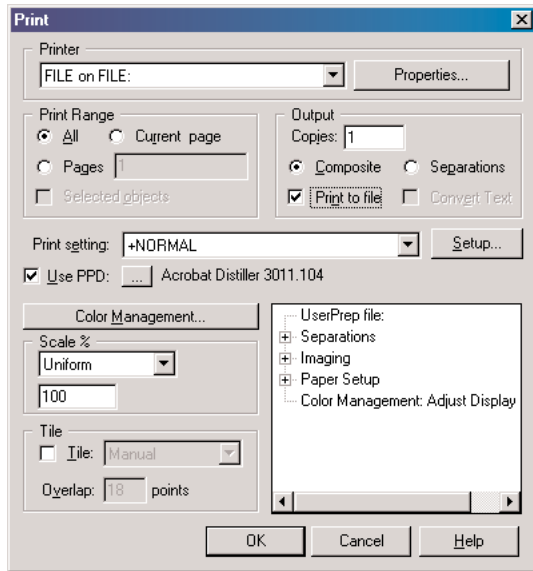 Print
Printer
FILE on FILE:
Properties...
Print Range
All
Current page
Pages
1
Selected objects
Output
Copies:
1
Composite
Separations
Print to file
Convert Text
Print setting:
+NORMAL
Setup...
Use PPD:
...
Acrobat Distiller 3011.104
Color Management...
Scale %
Uniform
100
Tile
Tile:
Manual
Overlap:
18
points
UserPrep file:
Separations
Imaging
Paper Setup
Color Management: Adjust Display
OK
Cancel
Help